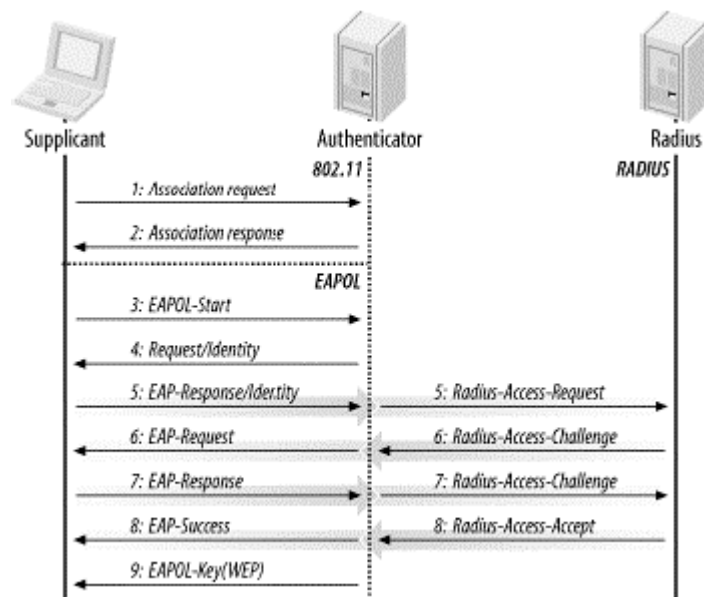 Supplicant Authenticator Radius
802.11 RADIUS
1: Association request
2: Association response
EAPOL
3: EAPOL-Start
4: Request/Identity
5: EAP-Response/Identity 5: Radius-Access-Request
6: EAP-Request 6: Radius-Access-Challenge
7: EAP-Response 7: Radius-Access-Challenge
8: EAP-Success 8: Radius-Access-Accept
9: EAPOL-Key(WEP)